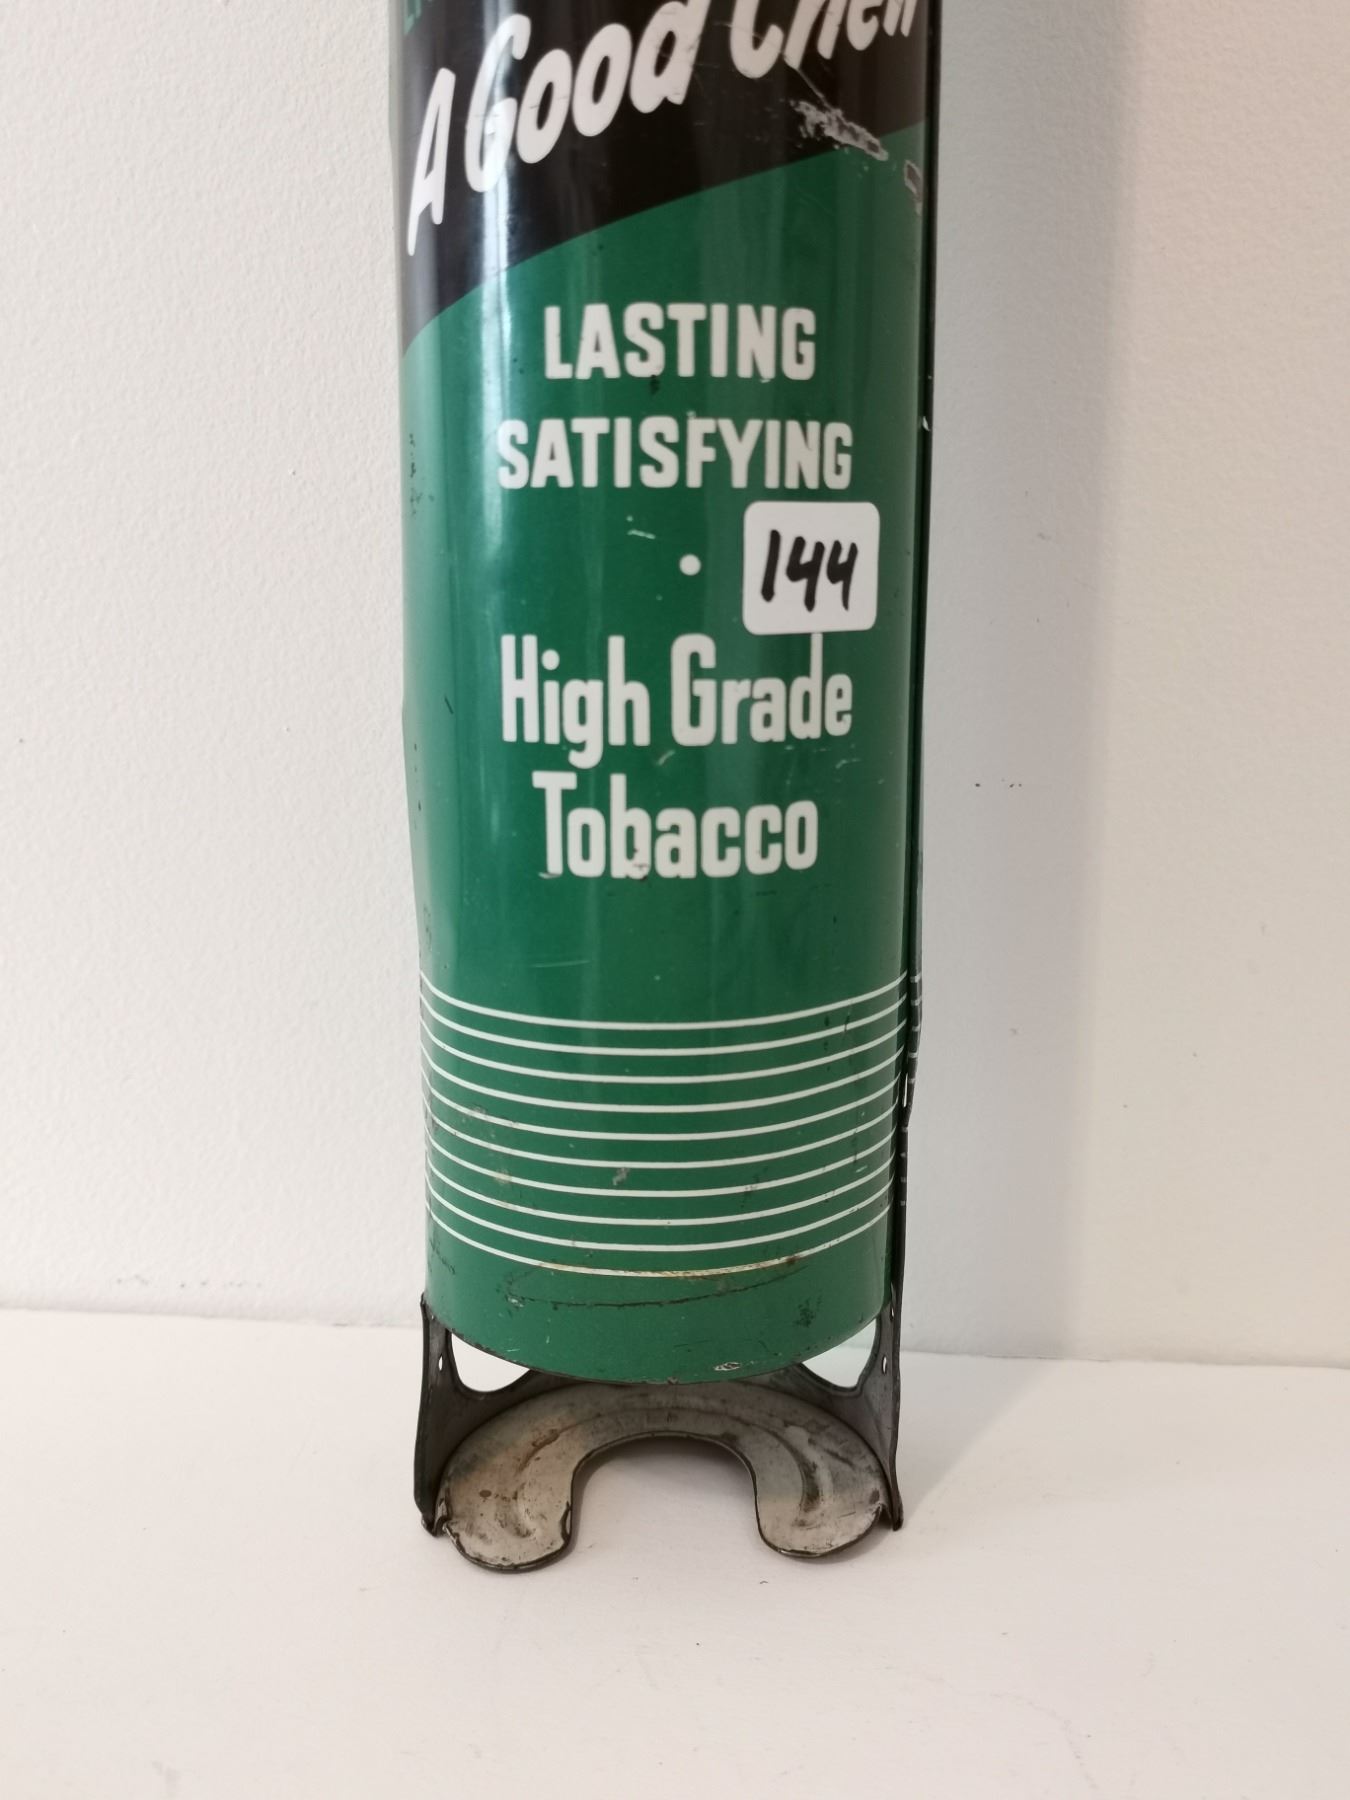 A Good Chew
LASTING
SATISFYING
• 144
High Grade
Tobacco